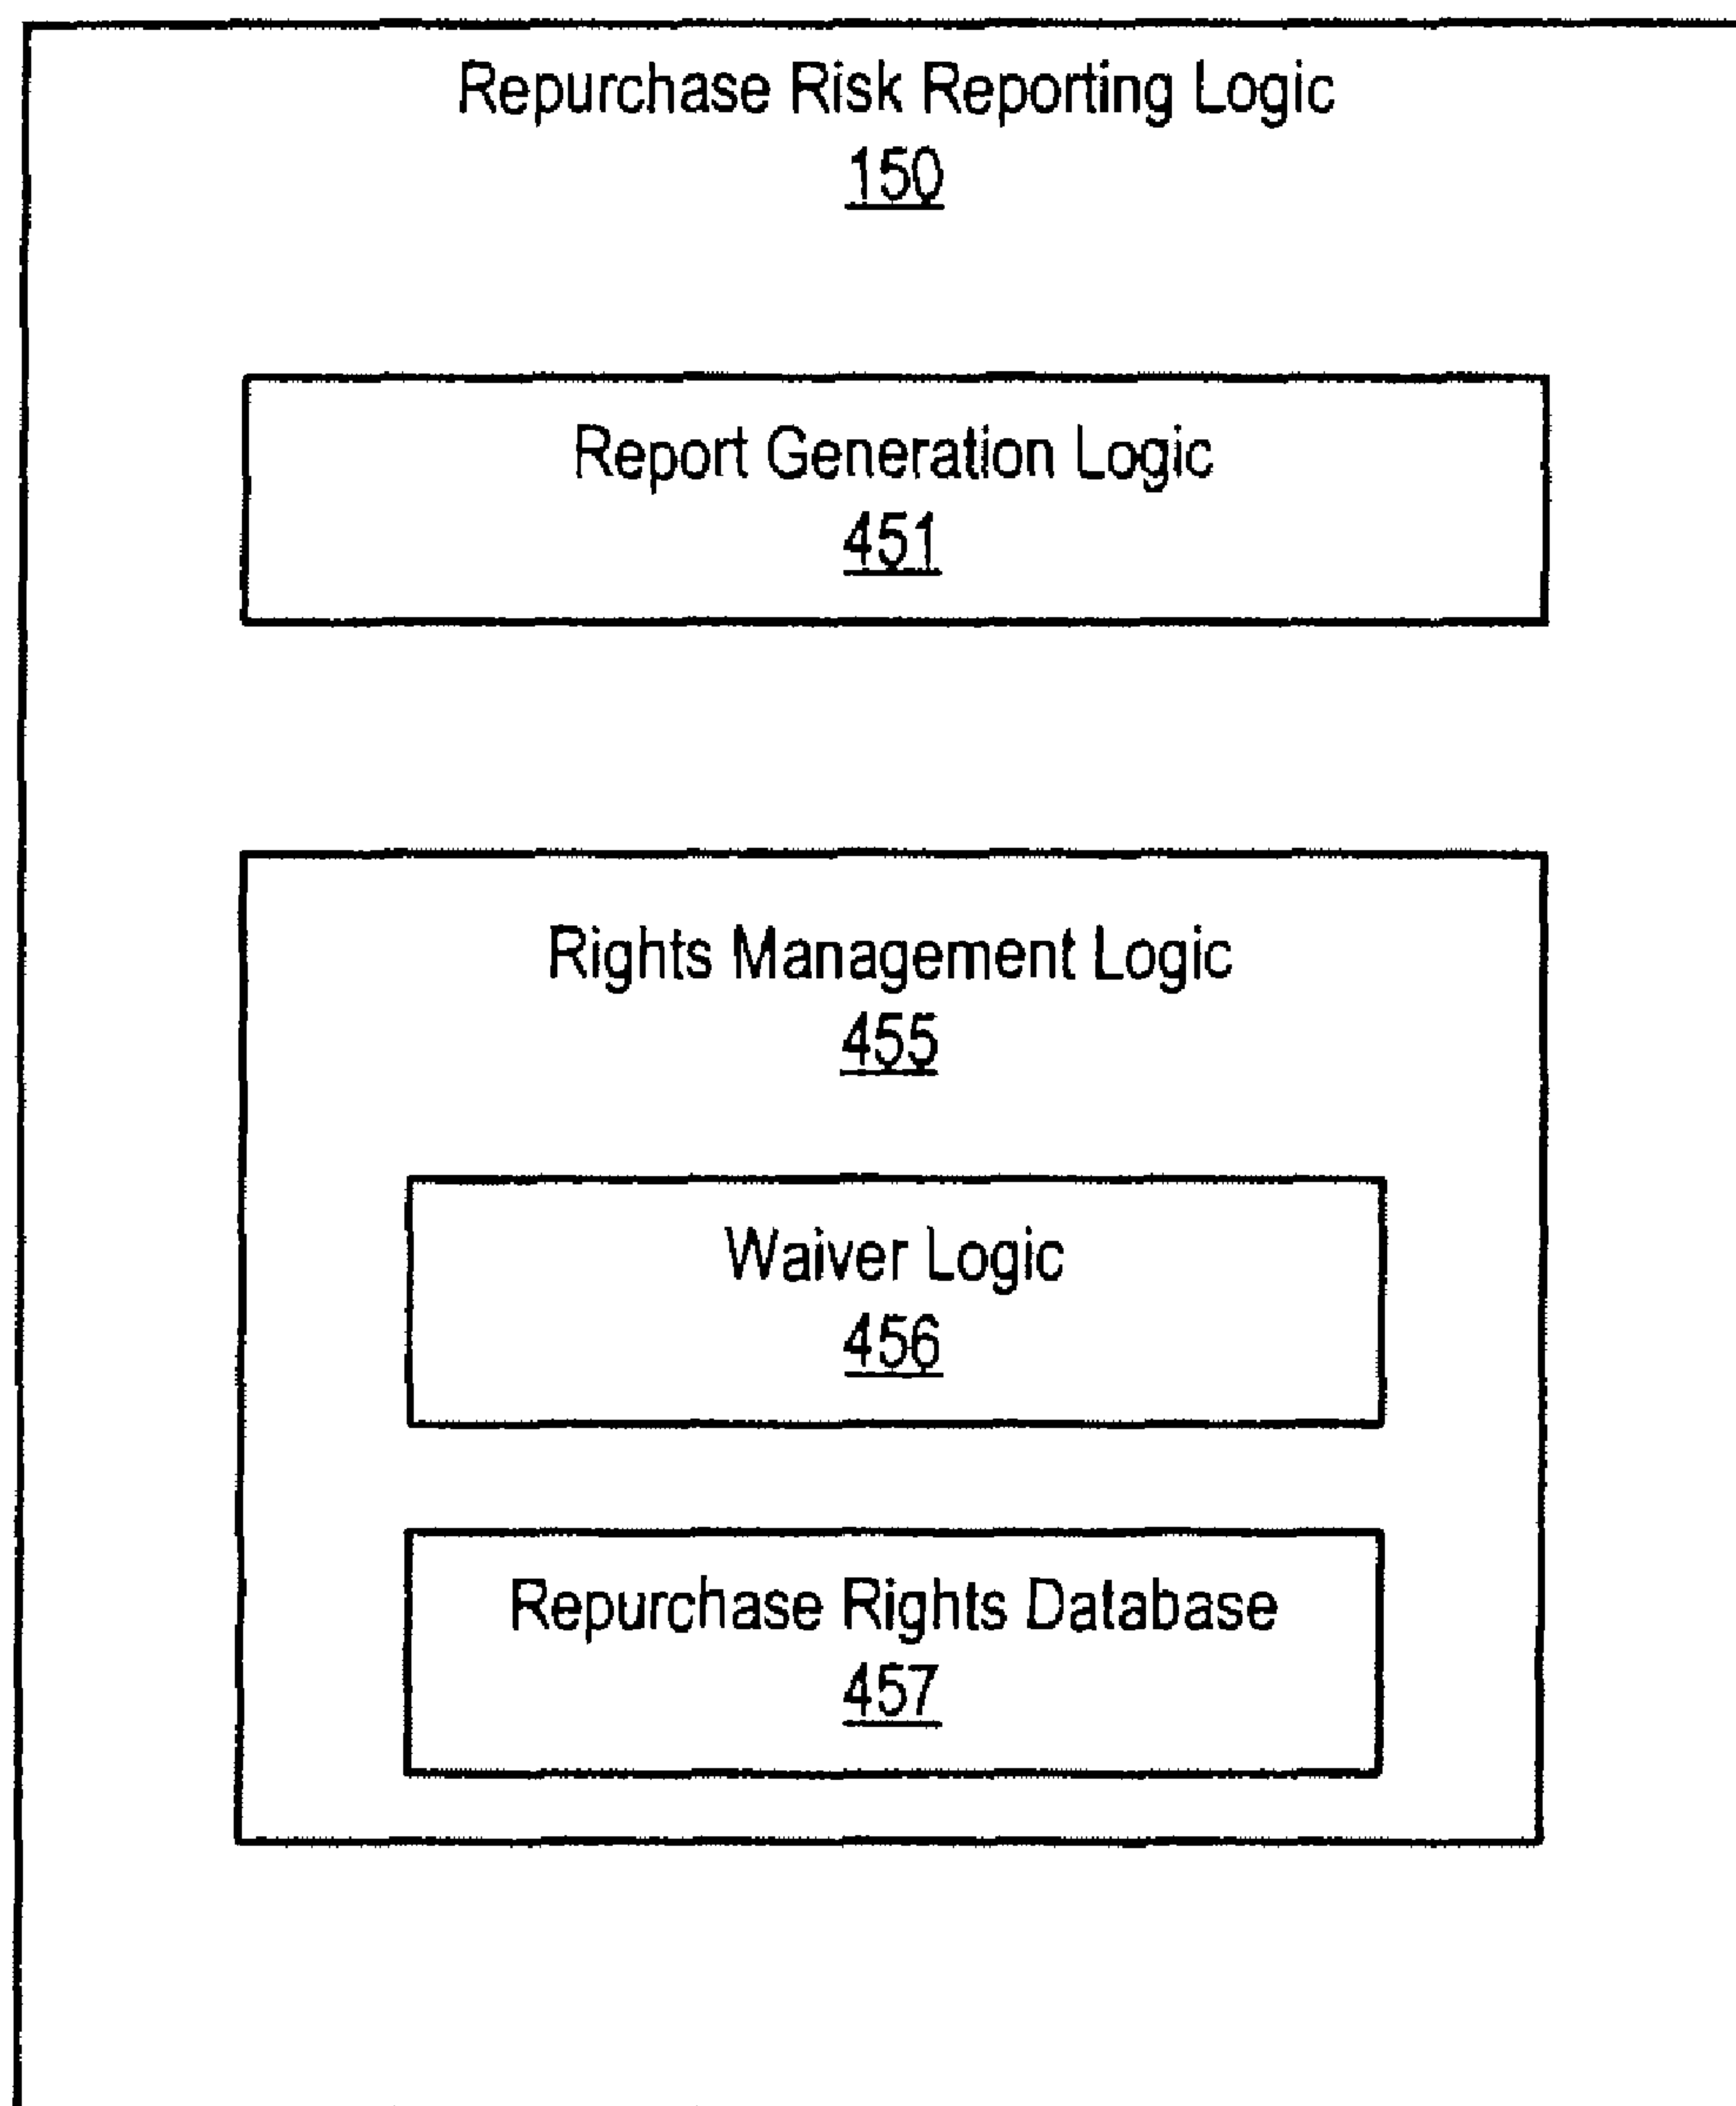 Repurchase Risk Reporting Logic
150
Report Generation Logic
451
Rights Management Logic
455
Waiver Logic
456
Repurchase Rights Database
457